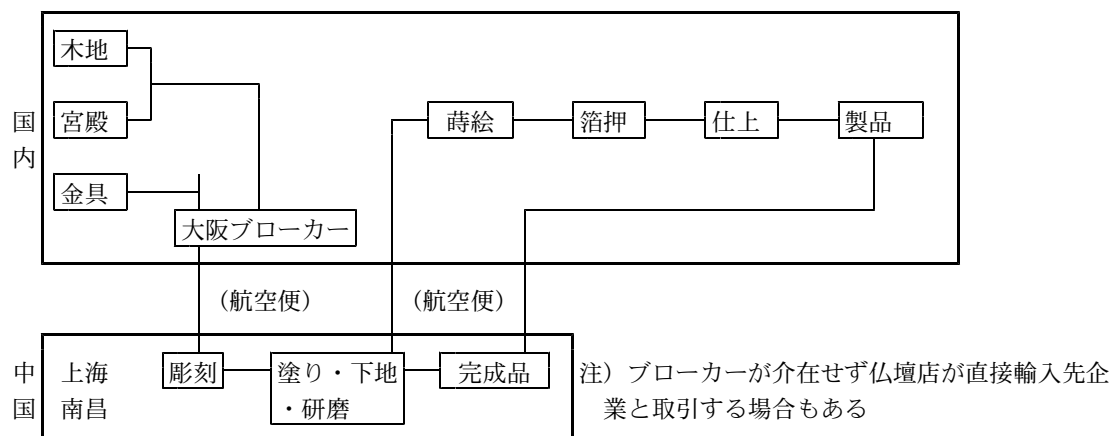 木地
国内
宮殿
蒔絵
箔押
仕上
製品
金具
大阪ブローカー
（航空便）
（航空便）
中国
上海
南昌
彫刻
塗り・下地
・研磨
完成品
注）ブローカーが介在せず仏壇店が直接輸入先企
業と取引する場合もある